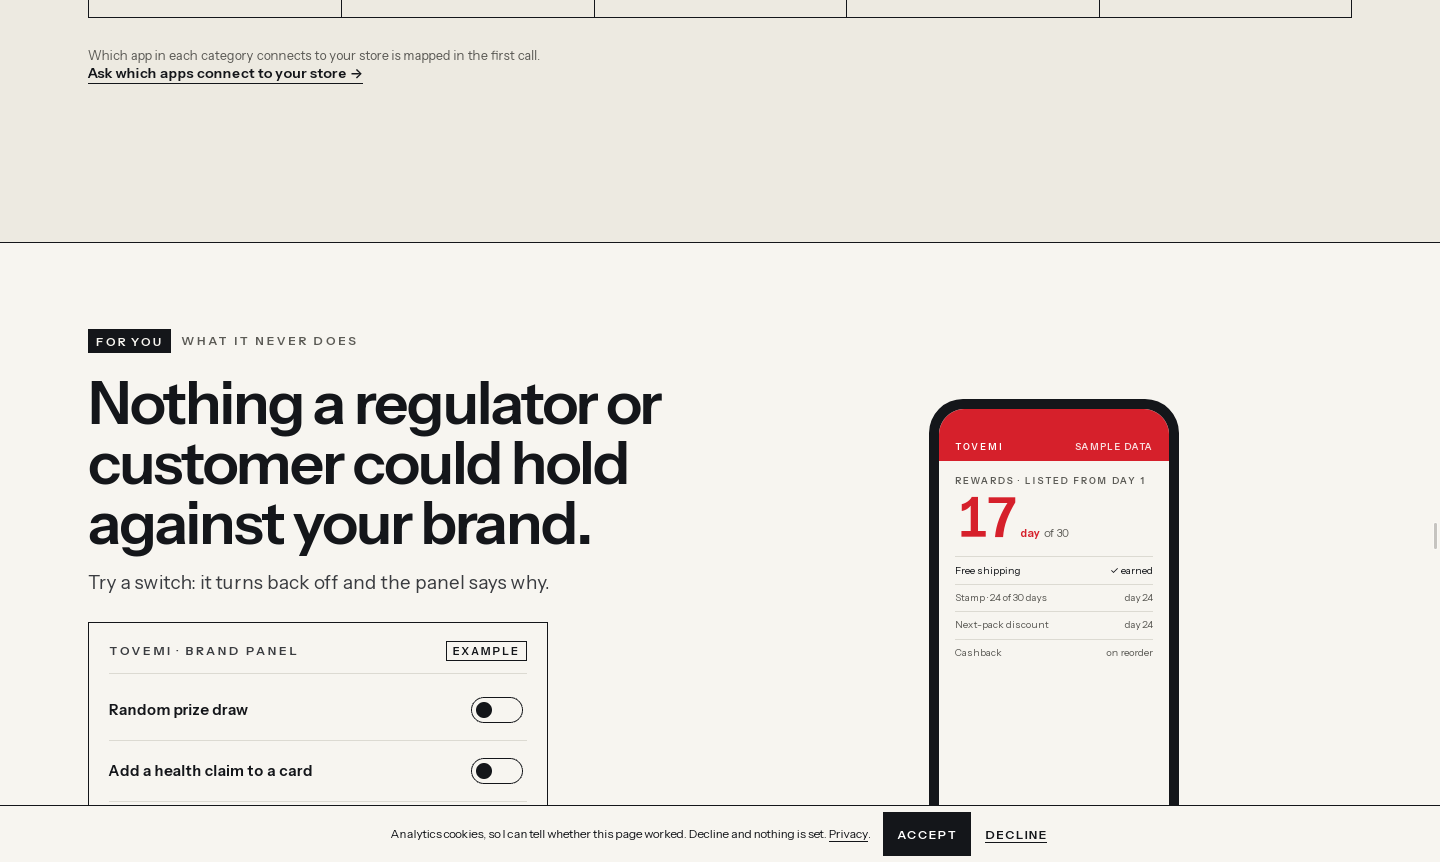 Which app in each category connects to your store is mapped in the first call.
Ask which apps connect to your store →
FOR YOU WHAT IT NEVER DOES
Nothing a regulator or
customer could hold
against your brand.
Try a switch: it turns back off and the panel says why.
TOVEMI · BRAND PANEL EXAMPLE
Random prize draw
Add a health claim to a card
TOVEMI SAMPLE DATA
REWARDS · LISTED FROM DAY 1
17 day of 30
Free shipping ✓ earned
Stamp · 24 of 30 days day 24
Next-pack discount day 24
Cashback on reorder
Analytics cookies, so I can tell whether this page worked. Decline and nothing is set. Privacy. ACCEPT DECLINE